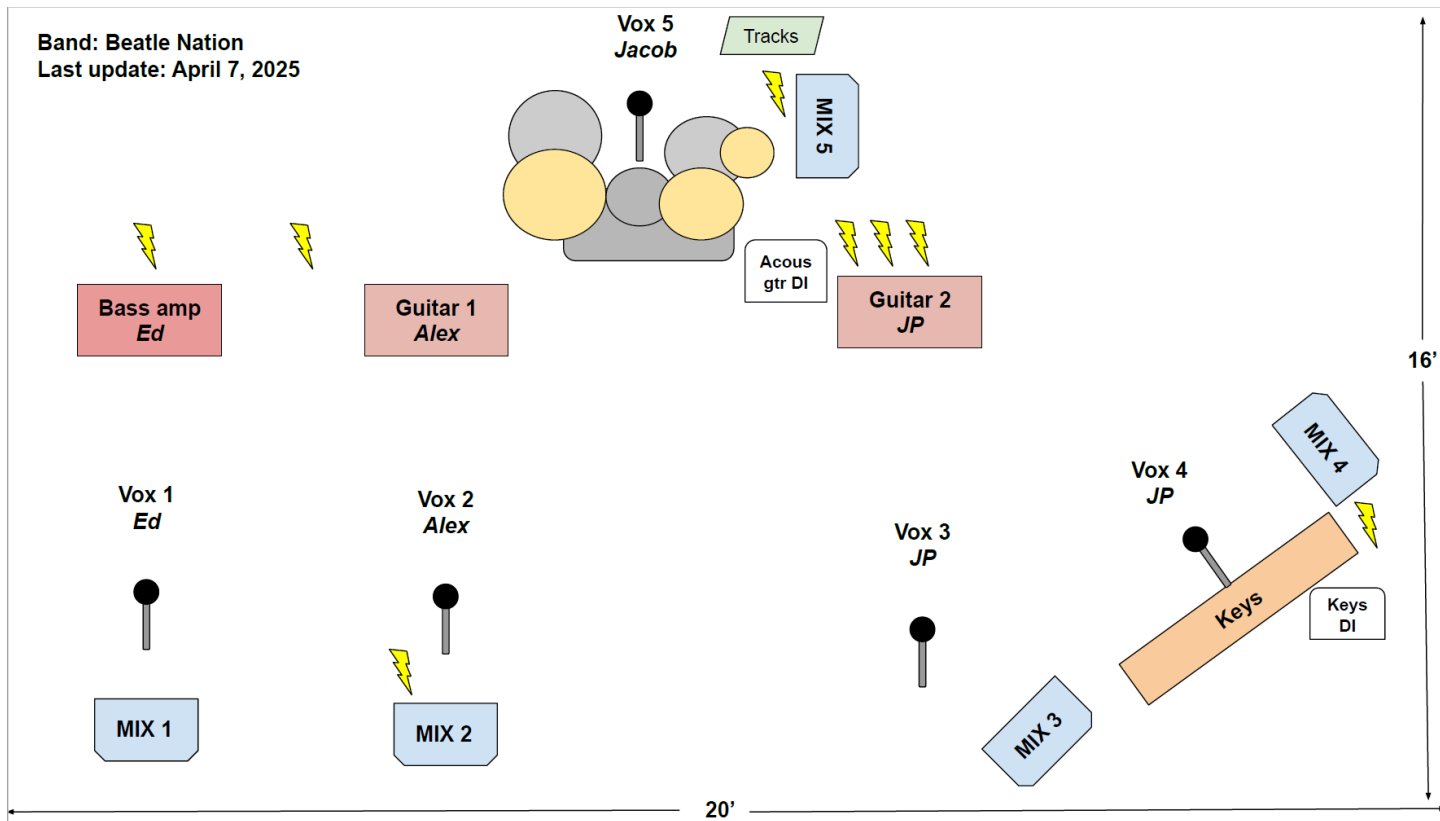 Band: Beatle Nation
Last update: April 7, 2025
Vox 5
Jacob
Tracks
MIX 5
Acous
gtr DI
Bass amp
Ed
Guitar 1
Alex
Guitar 2
JP
16’
MIX 4
Vox 1
Ed
Vox 2
Alex
Vox 3
JP
Vox 4
JP
Keys
Keys
DI
MIX 1
MIX 2
MIX 3
20’